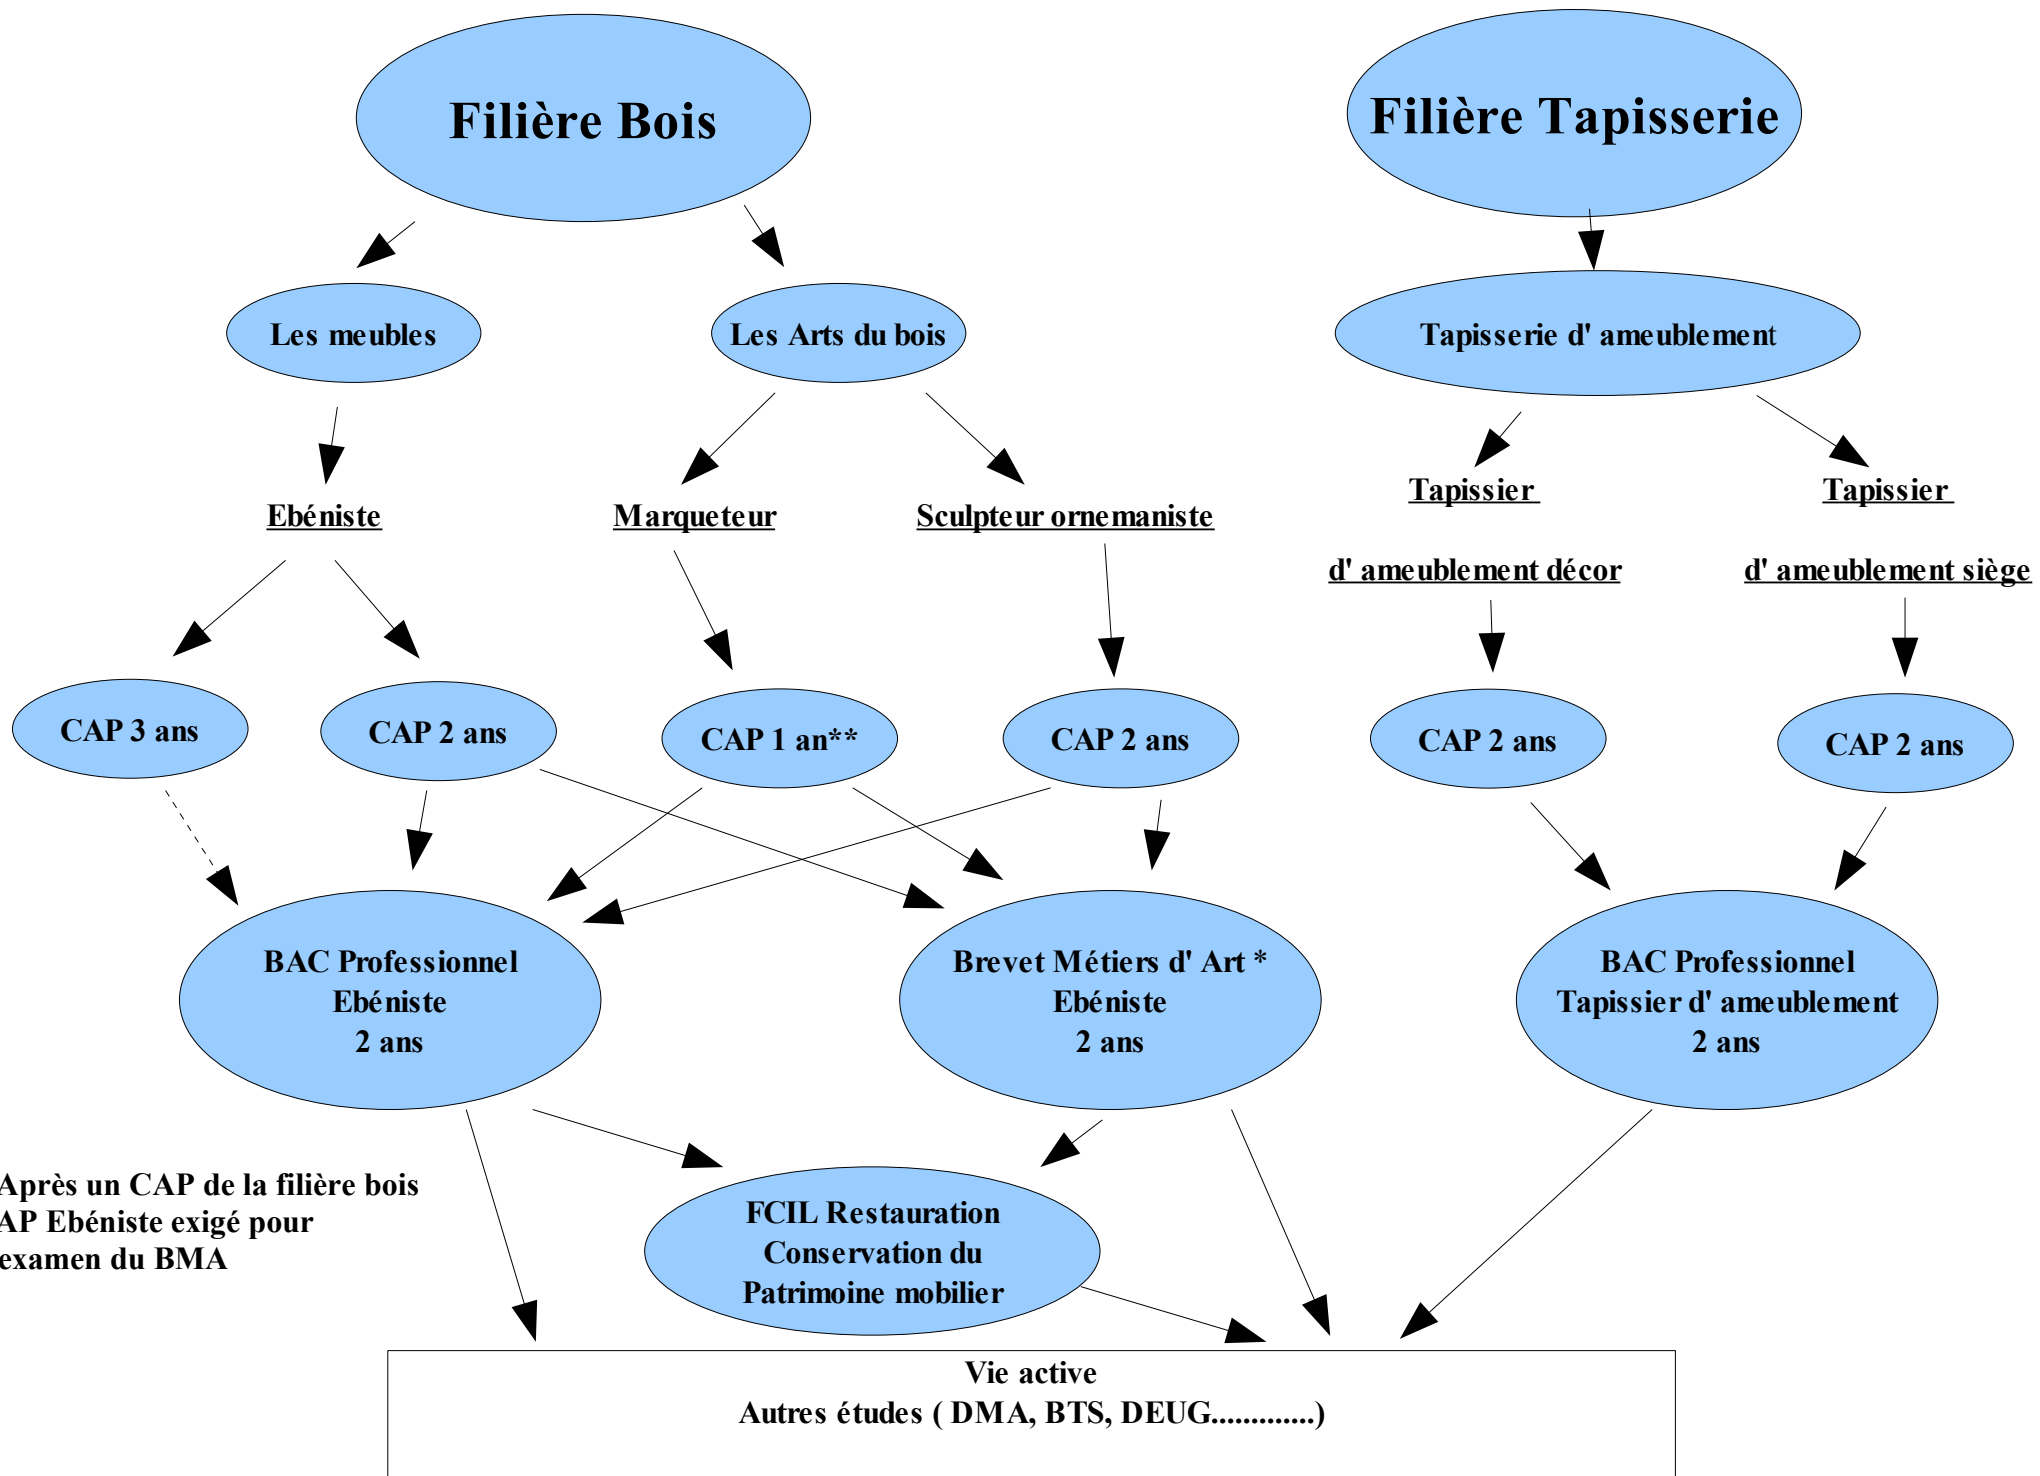 Filière Bois
Filière Tapisserie
Les meubles
Les Arts du bois
Tapisserie d' ameublement
Ebéniste
Marqueteur
Sculpteur ornemaniste
Tapissier
d' ameublement décor
Tapissier
d' ameublement siège
CAP 3 ans
CAP 2 ans
CAP 1 an**
CAP 2 ans
CAP 2 ans
CAP 2 ans
BAC Professionnel
Ebéniste
2 ans
Brevet Métiers d' Art *
Ebéniste
2 ans
BAC Professionnel
Tapissier d' ameublement
2 ans
Après un CAP de la filière bois
AP Ebéniste exigé pour
examen du BMA
FCIL Restauration
Conservation du
Patrimoine mobilier
Vie active
Autres études ( DMA, BTS, DEUG.............)